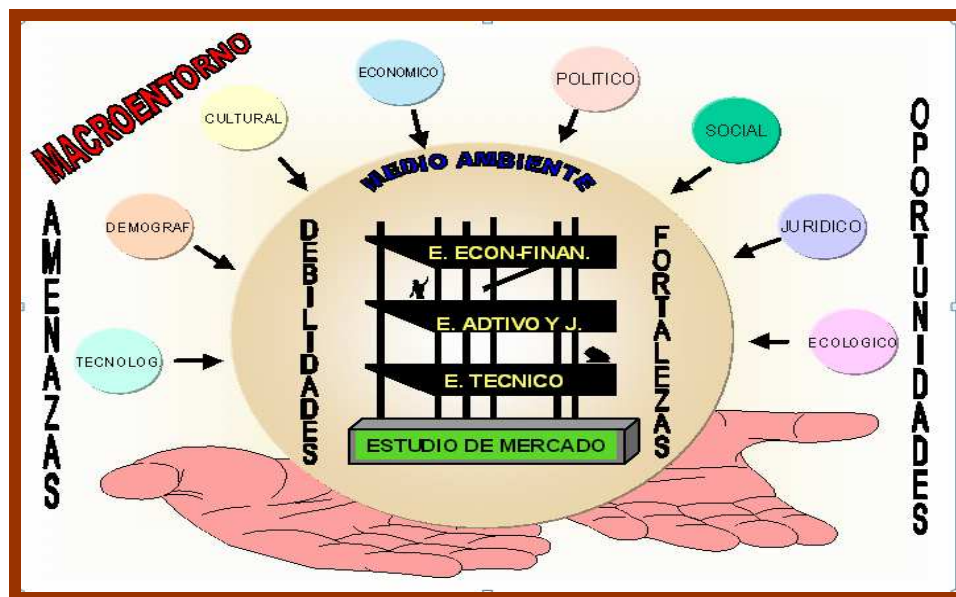 MACROENTORNO
ECONOMICO
POLITICO
CULTURAL
SOCIAL
DEMOGRAF
JURIDICO
TECNOLOG
ECOLOGICO
AMENAZAS
OPORTUNIDADES
MEDIO AMBIENTE
DEBILIDADES
FORTALEZAS
E. ECON-FINAN.
E. ADTIVO Y J.
E. TECNICO
ESTUDIO DE MERCADO